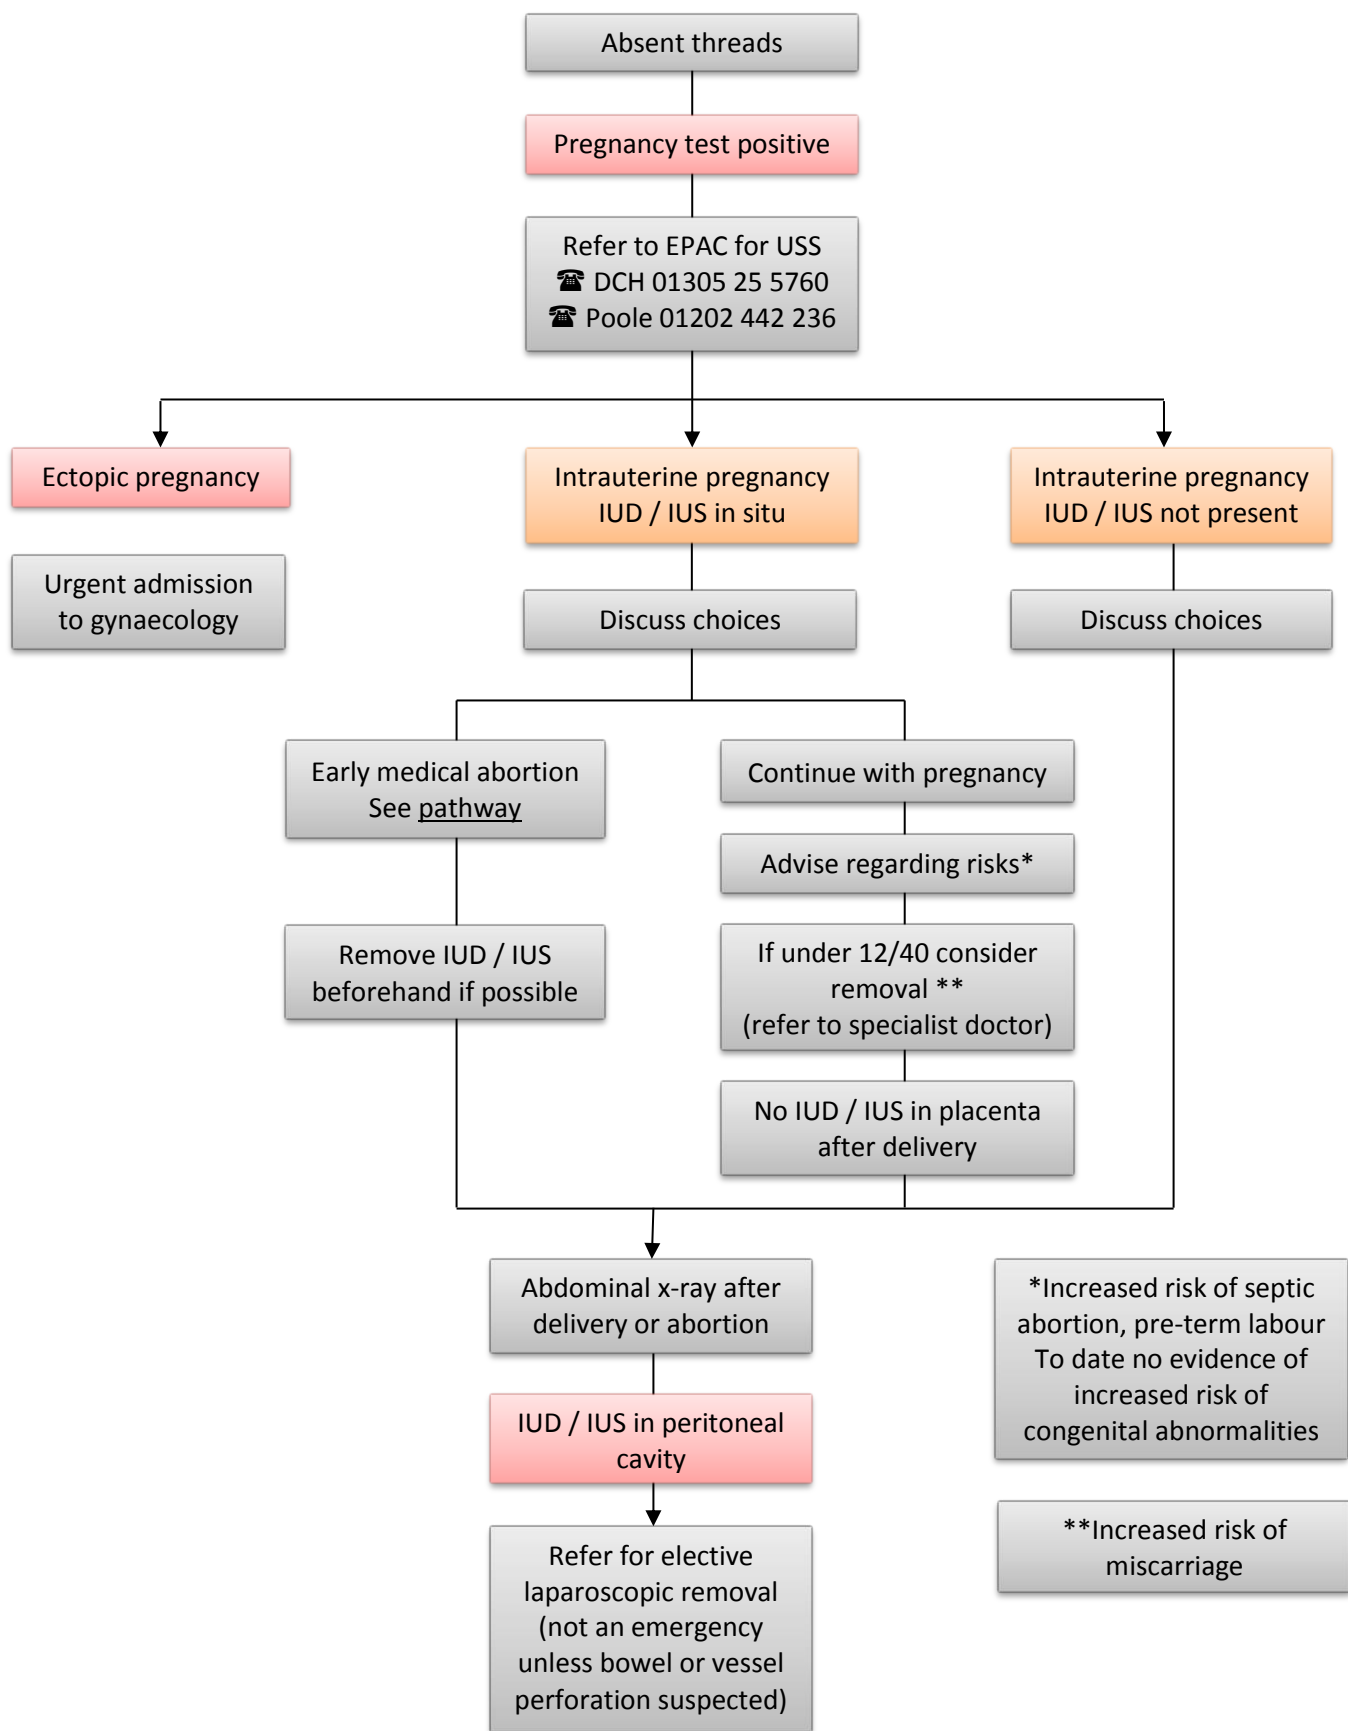 Absent threads
Pregnancy test positive
Refer to EPAC for USS
☎ DCH 01305 25 5760
☎ Poole 01202 442 236
Ectopic pregnancy
Intrauterine pregnancy
IUD / IUS in situ
Intrauterine pregnancy
IUD / IUS not present
Urgent admission
to gynaecology
Discuss choices
Discuss choices
Early medical abortion
See pathway
Continue with pregnancy
Advise regarding risks*
Remove IUD / IUS
beforehand if possible
If under 12/40 consider
removal **
(refer to specialist doctor)
No IUD / IUS in placenta
after delivery
Abdominal x-ray after
delivery or abortion
*Increased risk of septic
abortion, pre-term labour
To date no evidence of
increased risk of
congenital abnormalities
IUD / IUS in peritoneal
cavity
**Increased risk of
miscarriage
Refer for elective
laparoscopic removal
(not an emergency
unless bowel or vessel
perforation suspected)